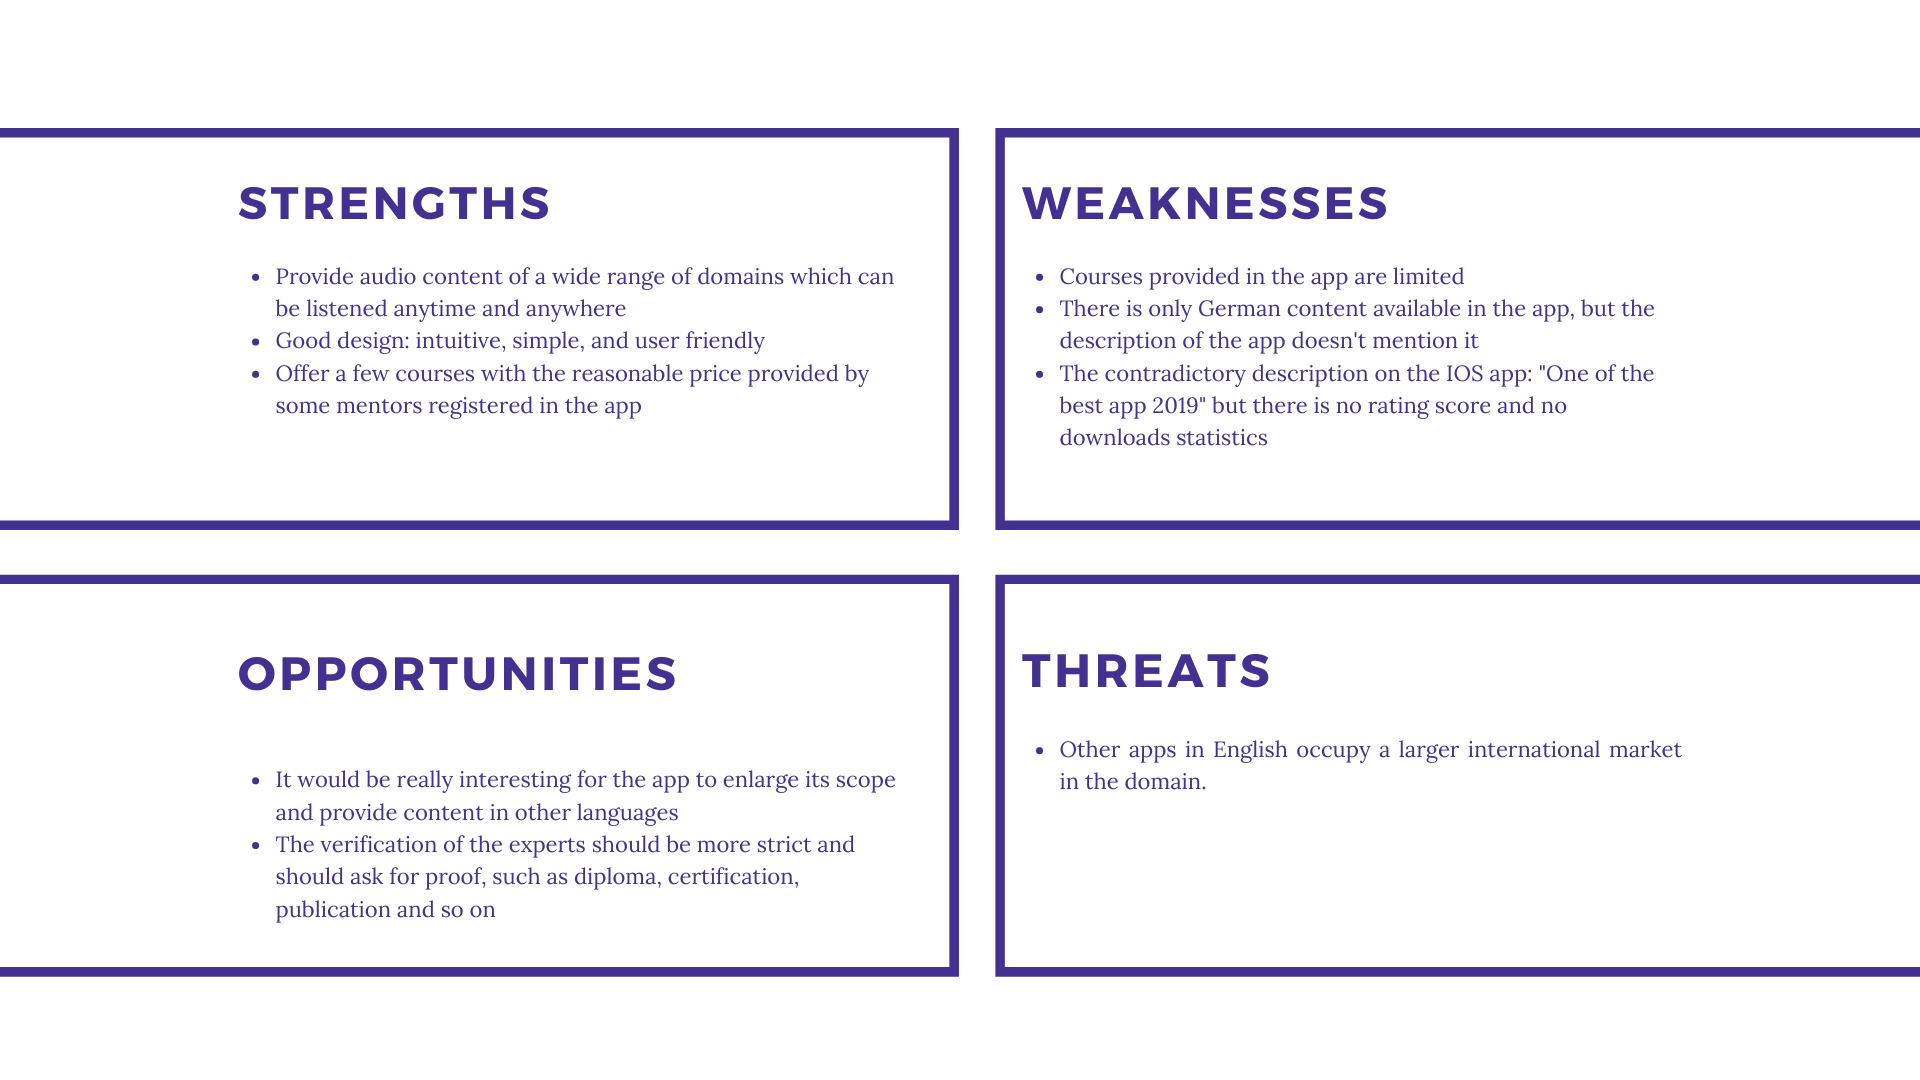 STRENGTHS
• Provide audio content of a wide range of domains which can
be listened anytime and anywhere
• Good design: intuitive, simple, and user friendly
• Offer a few courses with the reasonable price provided by
some mentors registered in the app
WEAKNESSES
• Courses provided in the app are limited
• There is only German content available in the app, but the
description of the app doesn't mention it
• The contradictory description on the IOS app: "One of the
best app 2019" but there is no rating score and no
downloads statistics
OPPORTUNITIES
• It would be really interesting for the app to enlarge its scope
and provide content in other languages
• The verification of the experts should be more strict and
should ask for proof, such as diploma, certification,
publication and so on
THREATS
• Other apps in English occupy a larger international market
in the domain.